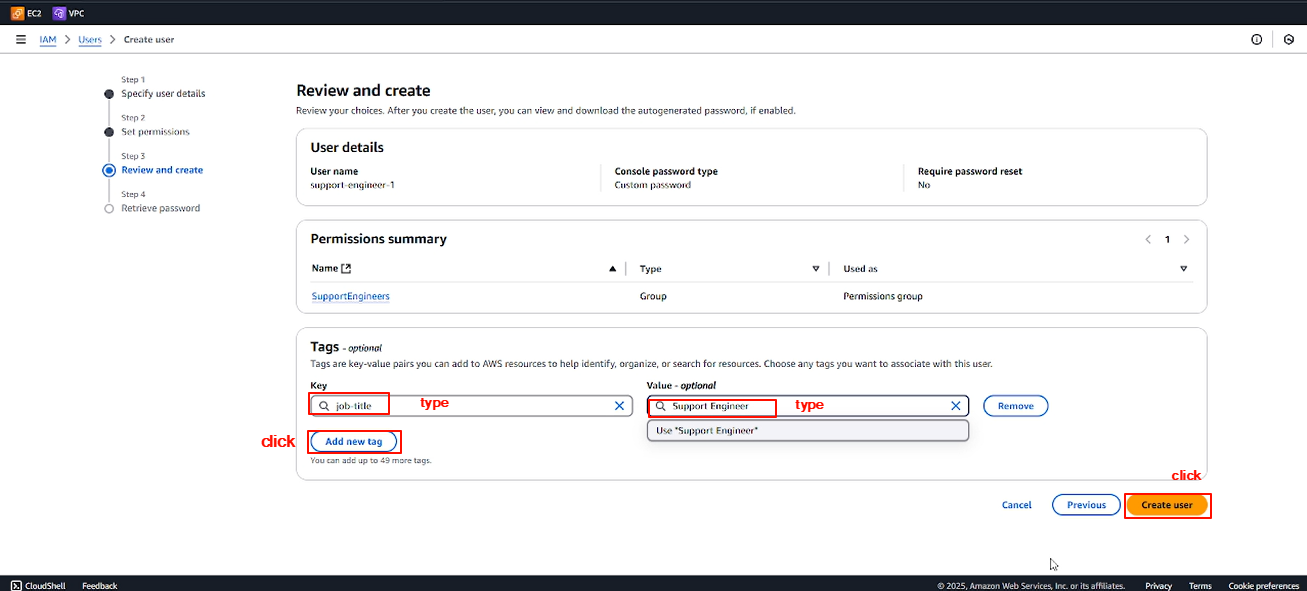 EC2 VPC
IAM > Users > Create user
Step 1
Specify user details
Step 2
Set permissions
Step 3
Review and create
Step 4
Retrieve password
Review and create
Review your choices. After you create the user, you can view and download the autogenerated password, if enabled.
User details
User name Console password type Require password reset
support-engineer-1 Custom password No
Permissions summary 1
Name Type Used as
SupportEngineers Group Permissions group
Tags - optional
Tags are key-value pairs you can add to AWS resources to help identify, organize, or search for resources. Choose any tags you want to associate with this user.
Key Value - optional
job-title type Support Engineer type Remove
Use "Support Engineer"
click Add new tag
You can add up to 49 more tags.
click
Cancel Previous Create user
CloudShell Feedback © 2025, Amazon Web Services, Inc. or its affiliates. Privacy Terms Cookie preferences